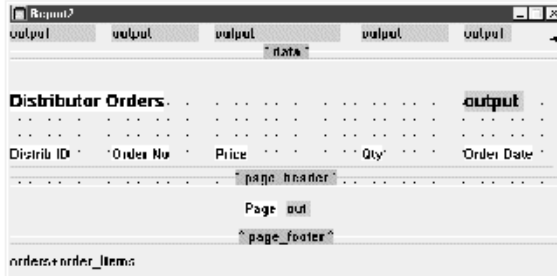 Report2
output output output output output
^ data ^
Distributor Orders output
Distrib ID Order No Price Qty Order Date
^ page_header ^
Page out
^ page_footer ^
orders+order_items